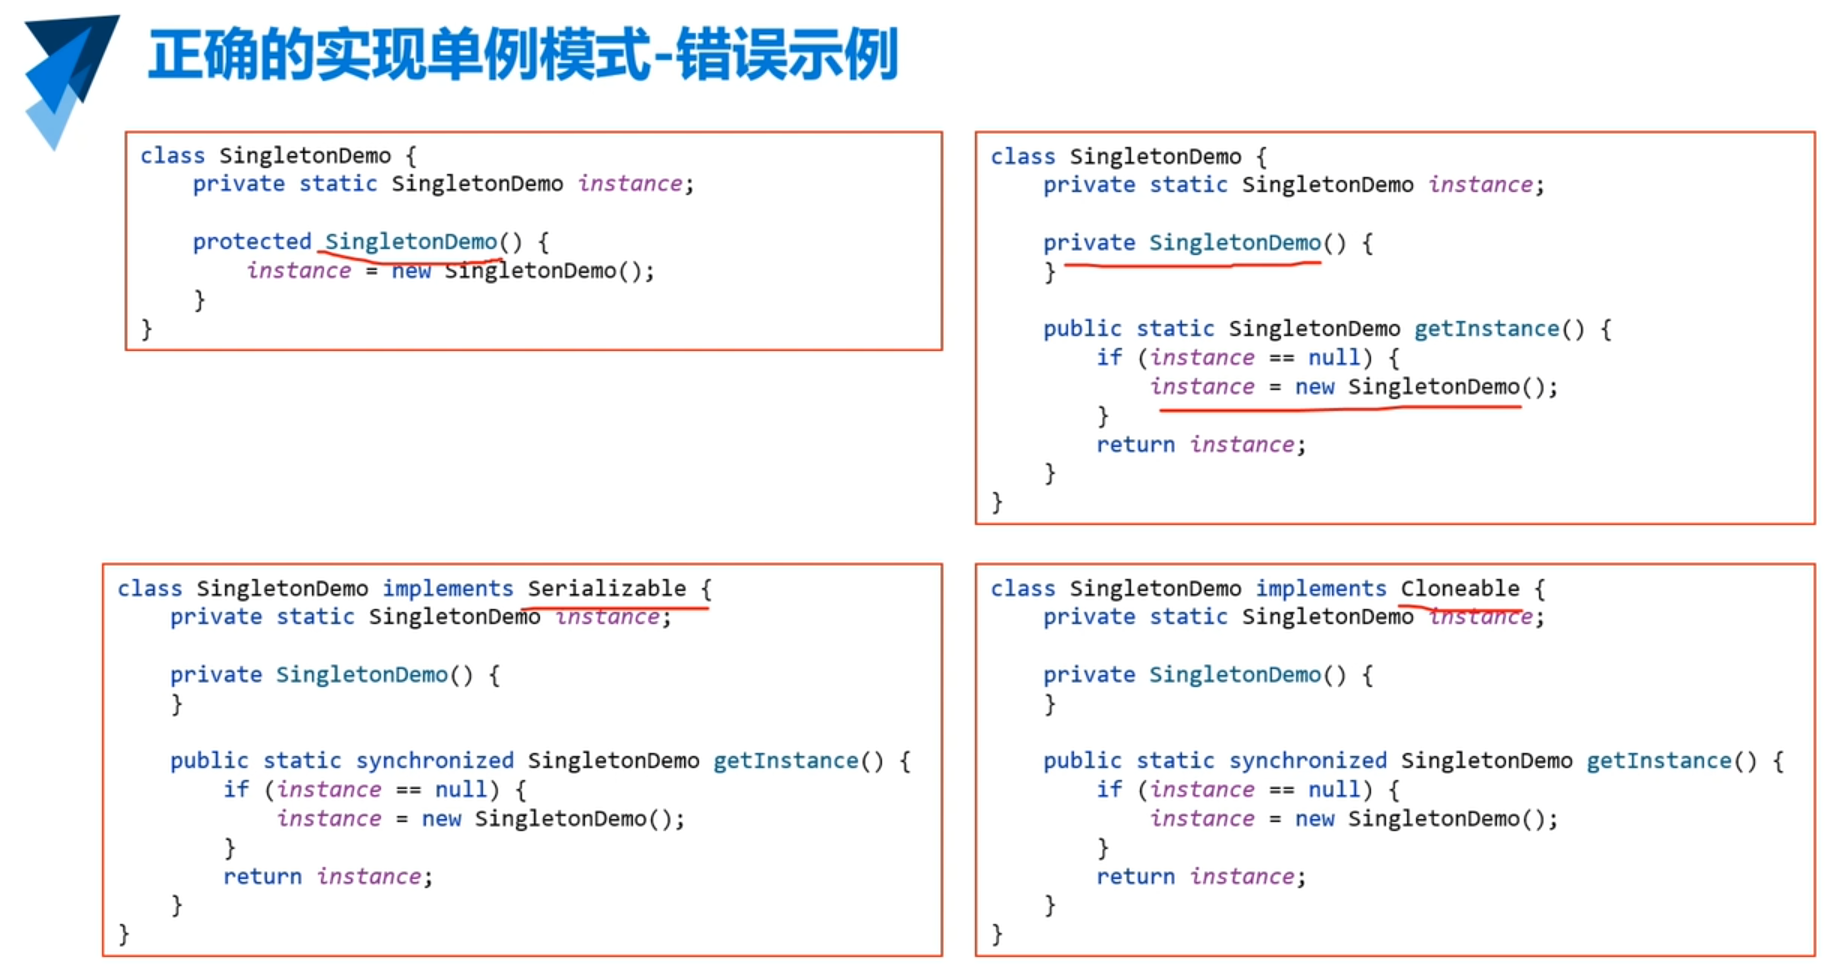 正确的实现单例模式-错误示例
class SingletonDemo {
    private static SingletonDemo instance;

    protected SingletonDemo() {
        instance = new SingletonDemo();
    }
}
class SingletonDemo {
    private static SingletonDemo instance;

    private SingletonDemo() {
    }

    public static SingletonDemo getInstance() {
        if (instance == null) {
            instance = new SingletonDemo();
        }
        return instance;
    }
}
class SingletonDemo implements Serializable {
    private static SingletonDemo instance;

    private SingletonDemo() {
    }

    public static synchronized SingletonDemo getInstance() {
        if (instance == null) {
            instance = new SingletonDemo();
        }
        return instance;
    }
}
class SingletonDemo implements Cloneable {
    private static SingletonDemo instance;

    private SingletonDemo() {
    }

    public static synchronized SingletonDemo getInstance() {
        if (instance == null) {
            instance = new SingletonDemo();
        }
        return instance;
    }
}